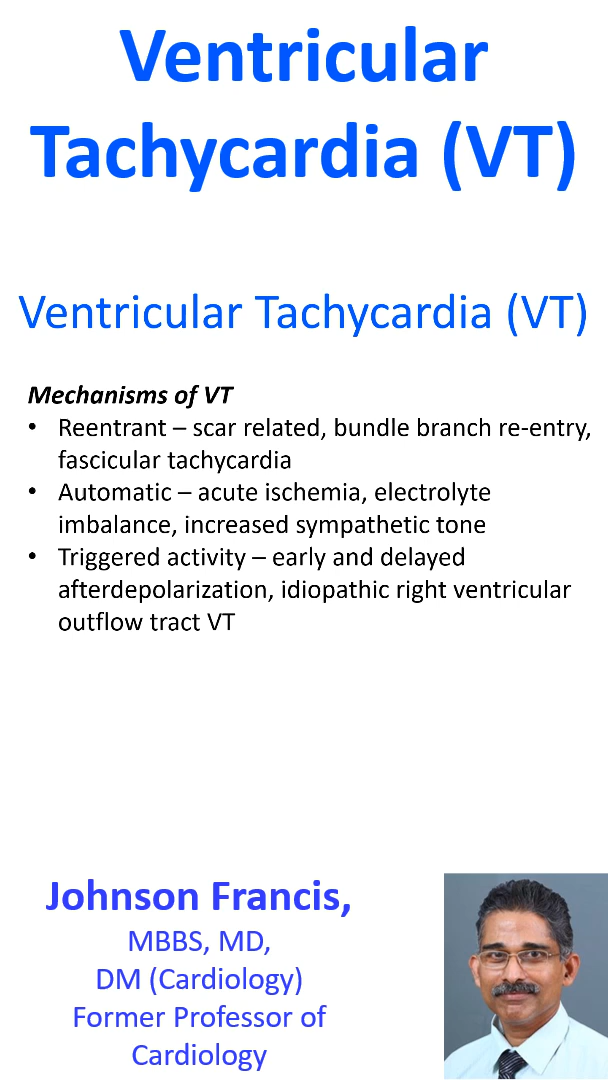 Ventricular
Tachycardia (VT)
Ventricular Tachycardia (VT)
Mechanisms of VT
• Reentrant – scar related, bundle branch re-entry,
fascicular tachycardia
• Automatic – acute ischemia, electrolyte
imbalance, increased sympathetic tone
• Triggered activity – early and delayed
afterdepolarization, idiopathic right ventricular
outflow tract VT
Johnson Francis,
MBBS, MD,
DM (Cardiology)
Former Professor of
Cardiology